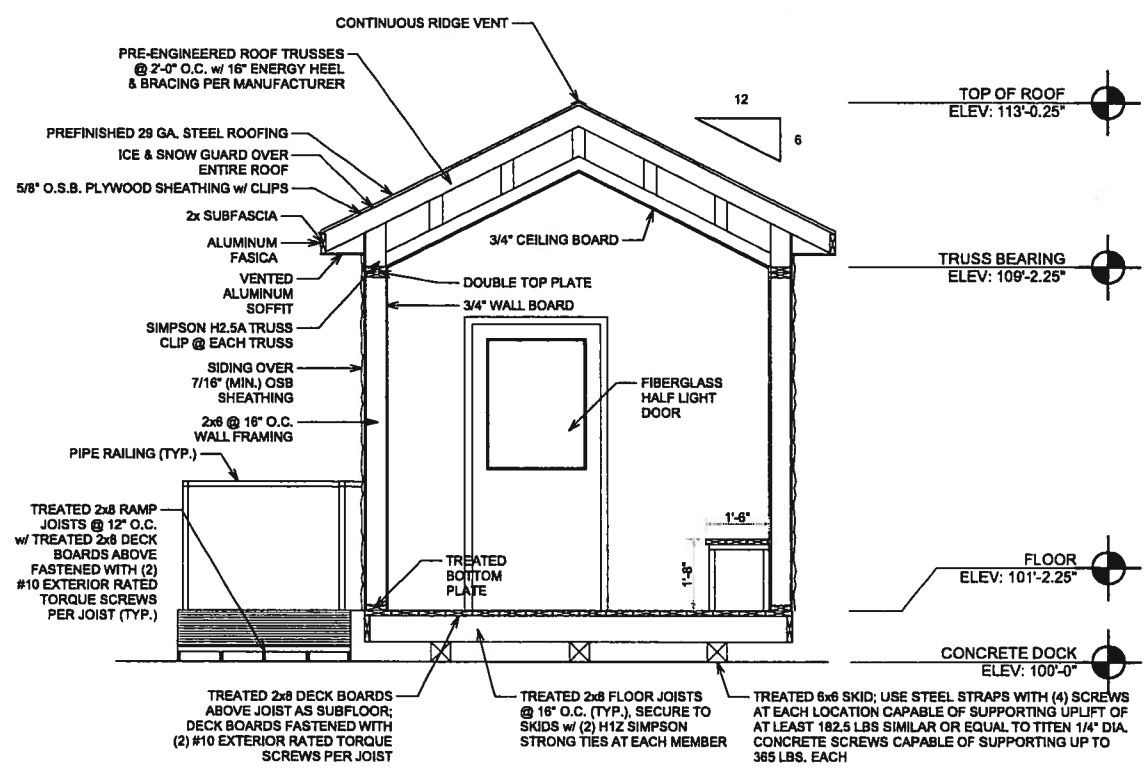 CONTINUOUS RIDGE VENT
PRE-ENGINEERED ROOF TRUSSES
@ 2'-0" O.C. w/ 16" ENERGY HEEL
& BRACING PER MANUFACTURER
PREFINISHED 29 GA. STEEL ROOFING
ICE & SNOW GUARD OVER
ENTIRE ROOF
5/8" O.S.B. PLYWOOD SHEATHING w/ CLIPS
2x SUBFASCIA
ALUMINUM
FASICA
VENTED
ALUMINUM
SOFFIT
SIMPSON H2.5A TRUSS
CLIP @ EACH TRUSS
SIDING OVER
7/16" (MIN.) OSB
SHEATHING
2x6 @ 16" O.C.
WALL FRAMING
PIPE RAILING (TYP.)
TREATED 2x8 RAMP
JOISTS @ 12" O.C.
w/ TREATED 2x8 DECK
BOARDS ABOVE
FASTENED WITH (2)
#10 EXTERIOR RATED
TORQUE SCREWS
PER JOIST (TYP.)
12
6
3/4" CEILING BOARD
DOUBLE TOP PLATE
3/4" WALL BOARD
FIBERGLASS
HALF LIGHT
DOOR
1'-6"
1'-8"
TREATED
BOTTOM
PLATE
TOP OF ROOF
ELEV: 113'-0.25"
TRUSS BEARING
ELEV: 109'-2.25"
FLOOR
ELEV: 101'-2.25"
CONCRETE DOCK
ELEV: 100'-0"
TREATED 2x8 DECK BOARDS
ABOVE JOIST AS SUBFLOOR;
DECK BOARDS FASTENED WITH
(2) #10 EXTERIOR RATED TORQUE
SCREWS PER JOIST
TREATED 2x8 FLOOR JOISTS
@ 16" O.C. (TYP.), SECURE TO
SKIDS w/ (2) H1Z SIMPSON
STRONG TIES AT EACH MEMBER
TREATED 6x6 SKID; USE STEEL STRAPS WITH (4) SCREWS
AT EACH LOCATION CAPABLE OF SUPPORTING UPLIFT OF
AT LEAST 182.5 LBS SIMILAR OR EQUAL TO TITEN 1/4" DIA.
CONCRETE SCREWS CAPABLE OF SUPPORTING UP TO
365 LBS. EACH